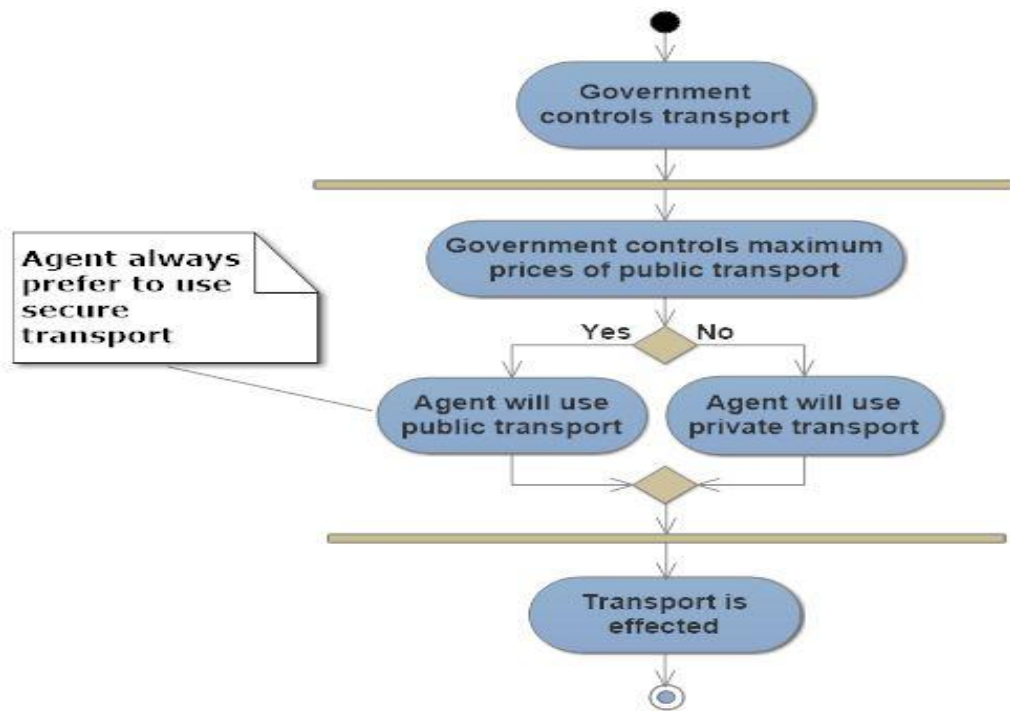 Government
controls transport
Government controls maximum
prices of public transport
Agent always
prefer to use
secure
transport
Yes
No
Agent will use
public transport
Agent will use
private transport
Transport is
effected